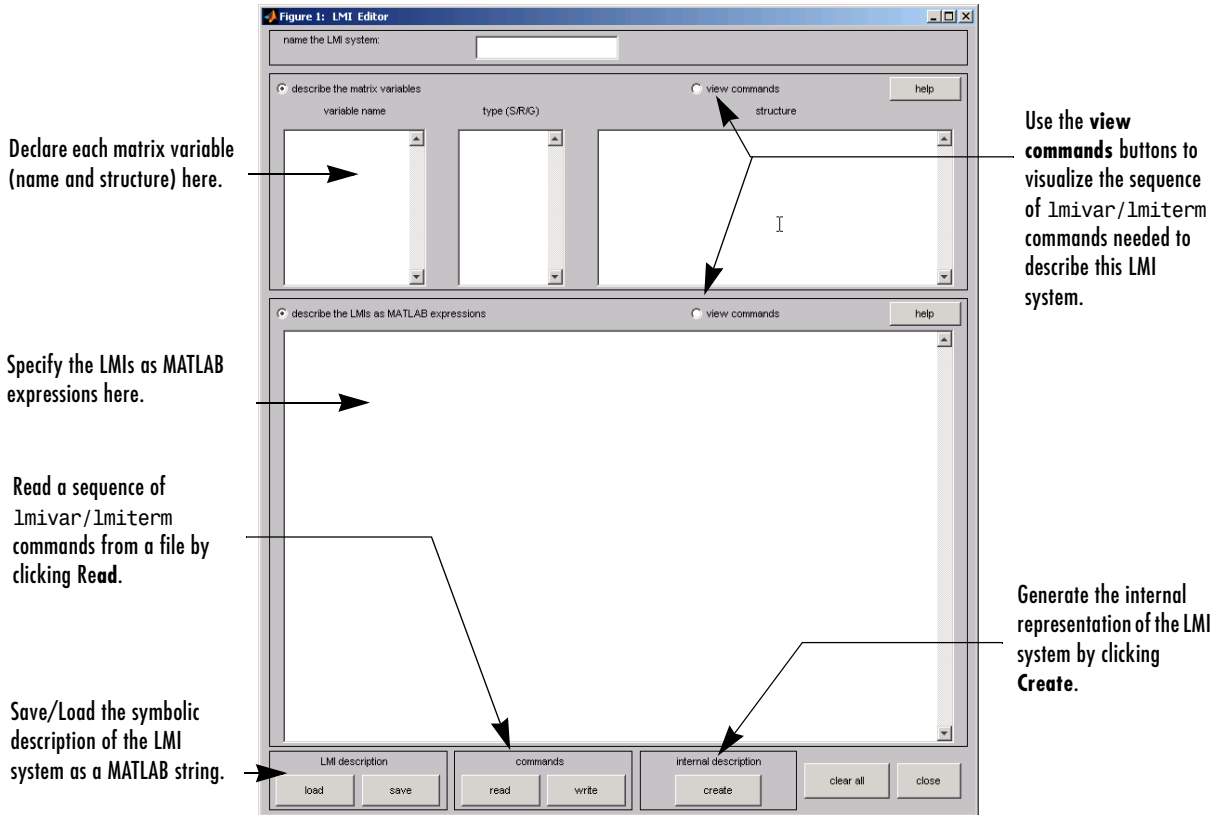 Figure 1: LMI Editor
name the LMI system:
describe the matrix variables
view commands
help
variable name
type (S/R/G)
structure
Declare each matrix variable
(name and structure) here.
Use the view
commands buttons to
visualize the sequence
of lmivar/lmiterm
commands needed to
describe this LMI
system.
describe the LMIs as MATLAB expressions
view commands
help
Specify the LMIs as MATLAB
expressions here.
Read a sequence of
lmivar/lmiterm
commands from a file by
clicking Read.
Generate the internal
representation of the LMI
system by clicking
Create.
Save/Load the symbolic
description of the LMI
system as a MATLAB string.
LMI description
commands
internal description
load
save
read
write
create
clear all
close